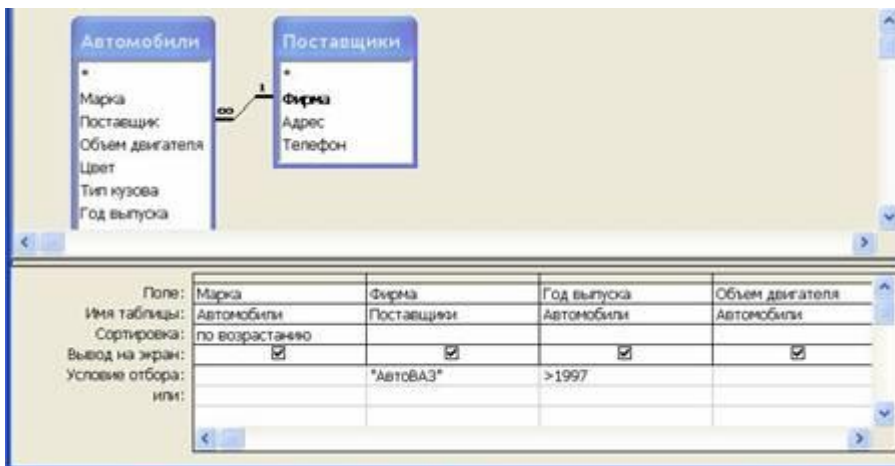 Автомобили Поставщики
* *
Марка 1 Фирма
Поставщик ∞ Адрес
Объем двигателя Телефон
Цвет
Тип кузова
Год выпуска
Поле: Марка Фирма Год выпуска Объем двигателя
Имя таблицы: Автомобили Поставщики Автомобили Автомобили
Сортировка: по возрастанию
Вывод на экран:
Условие отбора: "АвтоВАЗ" >1997
или: